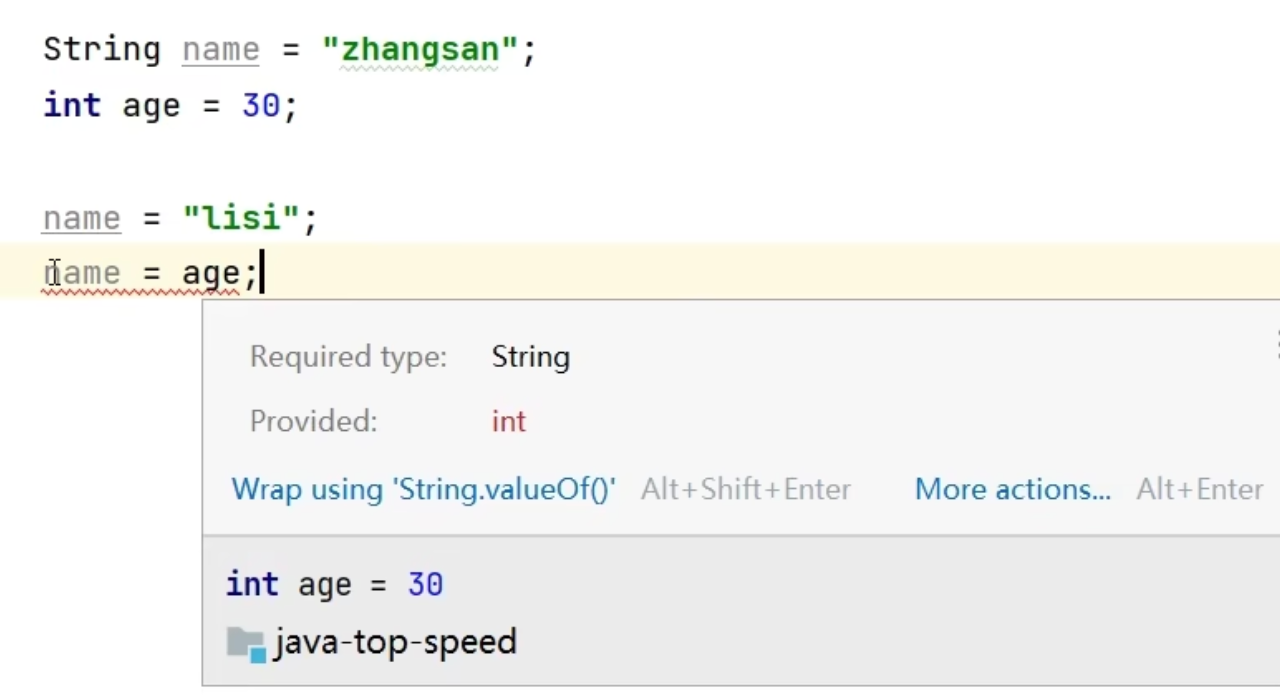 String name = "zhangsan";
int age = 30;
name = "lisi";
name = age;
Required type: String
Provided: int
Wrap using 'String.valueOf()' Alt+Shift+Enter More actions... Alt+Enter
int age = 30
java-top-speed